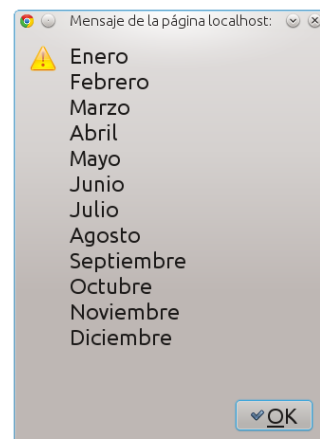 Mensaje de la página localhost:
Enero
Febrero
Marzo
Abril
Mayo
Junio
Julio
Agosto
Septiembre
Octubre
Noviembre
Diciembre
OK